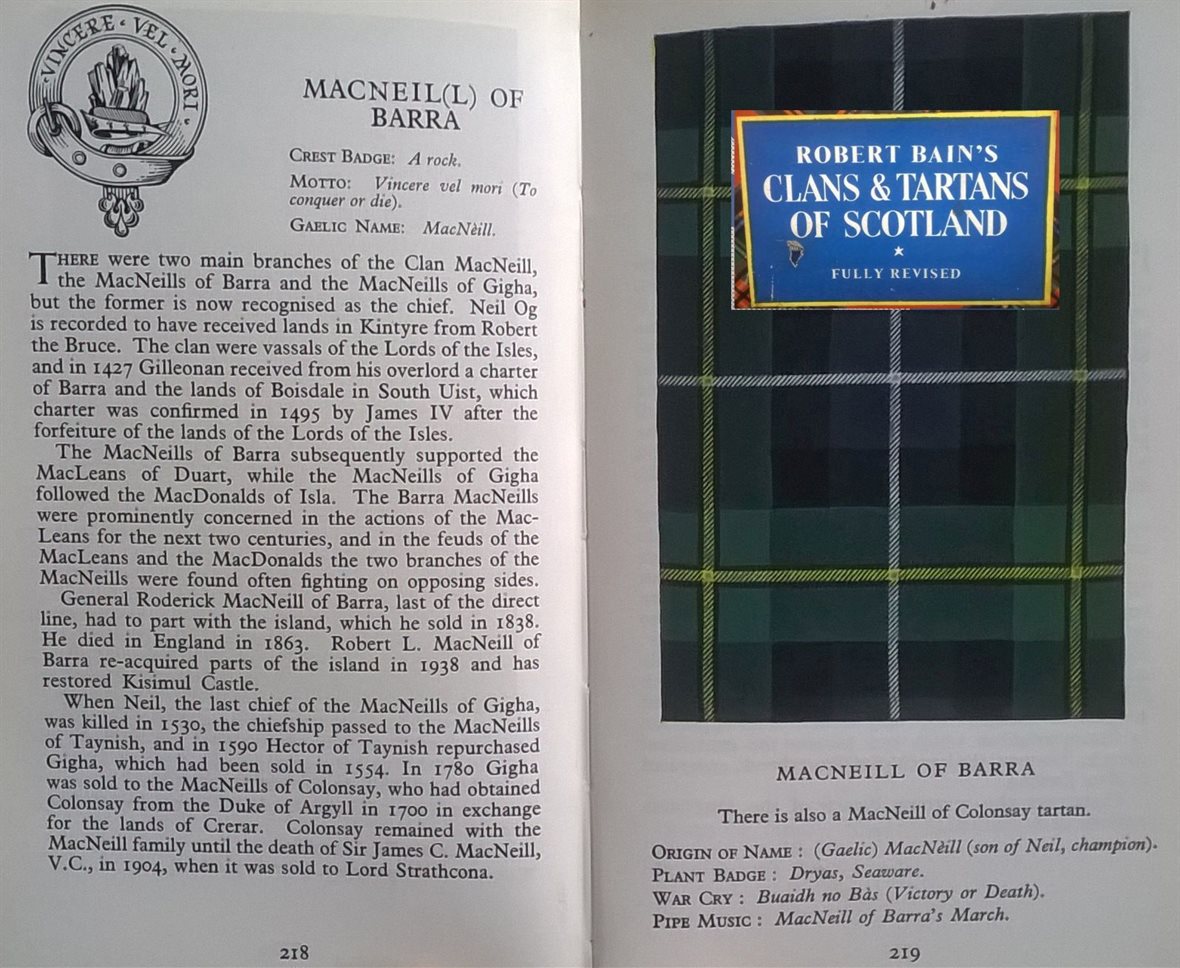 VINCERE · VEL · MORI ·
MACNEIL(L) OF
BARRA
CREST BADGE: A rock.
MOTTO: Vincere vel mori (To
conquer or die).
GAELIC NAME: MacNèill.
THERE were two main branches of the Clan MacNeill,
the MacNeills of Barra and the MacNeills of Gigha,
but the former is now recognised as the chief. Neil Og
is recorded to have received lands in Kintyre from Robert
the Bruce. The clan were vassals of the Lords of the Isles,
and in 1427 Gilleonan received from his overlord a charter
of Barra and the lands of Boisdale in South Uist, which
charter was confirmed in 1495 by James IV after the
forfeiture of the lands of the Lords of the Isles.
The MacNeills of Barra subsequently supported the
MacLeans of Duart, while the MacNeills of Gigha
followed the MacDonalds of Isla. The Barra MacNeills
were prominently concerned in the actions of the Mac-
Leans for the next two centuries, and in the feuds of the
MacLeans and the MacDonalds the two branches of the
MacNeills were found often fighting on opposing sides.
General Roderick MacNeill of Barra, last of the direct
line, had to part with the island, which he sold in 1838.
He died in England in 1863. Robert L. MacNeill of
Barra re-acquired parts of the island in 1938 and has
restored Kisimul Castle.
When Neil, the last chief of the MacNeills of Gigha,
was killed in 1530, the chiefship passed to the MacNeills
of Taynish, and in 1590 Hector of Taynish repurchased
Gigha, which had been sold in 1554. In 1780 Gigha
was sold to the MacNeills of Colonsay, who had obtained
Colonsay from the Duke of Argyll in 1700 in exchange
for the lands of Crerar. Colonsay remained with the
MacNeill family until the death of Sir James C. MacNeill,
V.C., in 1904, when it was sold to Lord Strathcona.
218
ROBERT BAIN'S
CLANS & TARTANS
OF SCOTLAND
FULLY REVISED
MACNEILL OF BARRA
There is also a MacNeill of Colonsay tartan.
ORIGIN OF NAME : (Gaelic) MacNèill (son of Neil, champion).
PLANT BADGE : Dryas, Seaware.
WAR CRY : Buaidh no Bàs (Victory or Death).
PIPE MUSIC : MacNeill of Barra's March.
219